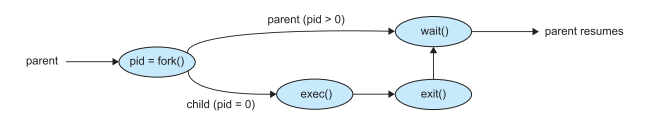 parent (pid > 0)
wait()
parent resumes
parent
pid = fork()
exec()
exit()
child (pid = 0)